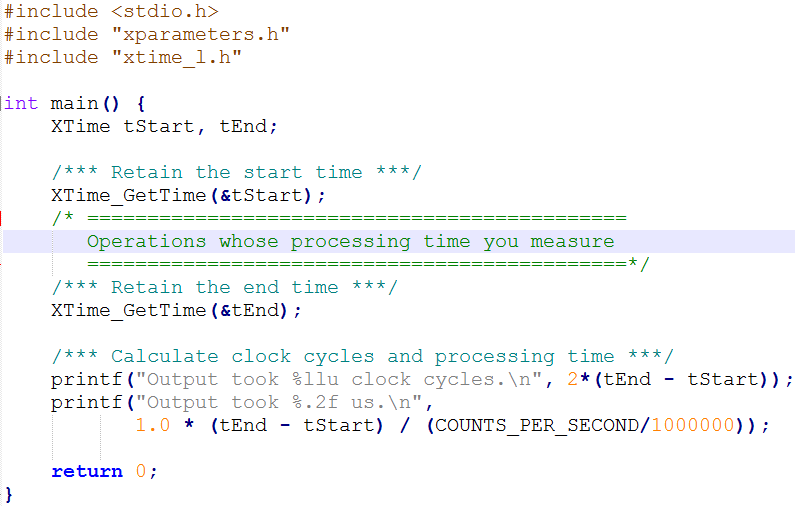 #include <stdio.h>
#include "xparameters.h"
#include "xtime_l.h"
int main() {
XTime tStart, tEnd;
/*** Retain the start time ***/
XTime_GetTime(&tStart);
/* =============================================
Operations whose processing time you measure
=============================================*/
/*** Retain the end time ***/
XTime_GetTime(&tEnd);
/*** Calculate clock cycles and processing time ***/
printf("Output took %llu clock cycles.\n", 2*(tEnd - tStart));
printf("Output took %.2f us.\n",
1.0 * (tEnd - tStart) / (COUNTS_PER_SECOND/1000000));
return 0;
}